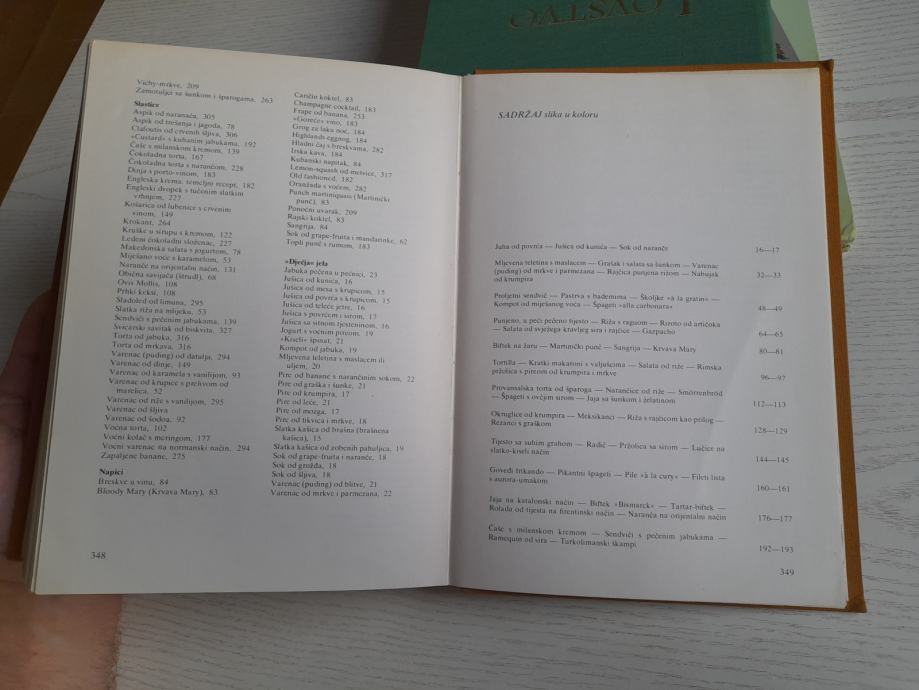 LOVSTVO
Vichy-mrkve, 209
Zamotuljci sa šunkom i šparogama, 263
Slastice
Aspik od naranača, 305
Aspik od trešanja i jagoda, 78
Clafoutis od crvenih šljiva, 306
»Custard« s kuhanim jabukama, 192
Čaše s milanskom kremom, 139
Čokoladna torta, 167
Čokoladna torta s narančom, 228
Dinja s porto-vinom, 183
Engleska krema, temeljni recept, 182
Engleski dvopek s tučenim slatkim
vrhnjem, 227
Košarica od lubenice s crvenim
vinom, 149
Krokant, 264
Kruške u sirupu s kremom, 122
Ledeni čokoladni složenac, 227
Makedonska salata s jogurtom, 78
Miješano voće s karamelom, 53
Naranče na orijentalni način, 131
Obična savijača (štrudl), 68
Ovis Mollis, 108
Prhki keksi, 108
Sladoled od limuna, 295
Slatka riža na mlijeku, 53
Sendviči s pečenim jabukama, 139
Švicarski savitak od biskvita, 327
Torta od jabuka, 316
Torta od mrkava, 316
Varenac (puding) od datalja, 294
Varenac od dinje, 149
Varenac od karamela s vanilijom, 93
Varenac od krupice s prelivom od
marelica, 52
Varenac od riže s vanilijom, 295
Varenac od šljiva
Varenac od šodoa, 92
Voćna torta, 102
Voćni kolač s meringom, 177
Voćni varenac na normanski način, 294
Zapaljene banane, 275
Napici
Breskve u vinu, 84
Bloody Mary (Krvava Mary), 83
Caričin koktel, 83
Champagne cocktail, 183
Frape od banana, 253
»Goreće« vino, 183
Grog za laku noć, 184
Highlands eggnog, 184
Hladni čaj s breskvama, 282
Irska kava, 184
Kubanski napitak, 84
Lemon-squash od metvice, 317
Old fashioned, 182
Oranžada s voćem, 282
Punch martiniquais (Martinički
punč), 83
Ponoćni uvarak, 209
Rajski koktel, 83
Sangrija, 84
Sok od grape-fruita i mandarinke, 62
Topli punč s rumom, 183
»Dječja« jela
Jabuka pečena u pećnici, 23
Jušica od kunića, 16
Jušica od mesa s krupicom, 15
Jušica od povrća s krupicom, 15
Jušica od teleće jetre, 16
Jušica s povrćem i sirom, 17
Jušica sa sitnom tjesteninom, 16
Jogurt s voćnim pireom, 19
»Kiseli« špinat, 21
Kompot od jabuka, 19
Mljevena teletina s maslacem ili
uljem, 20
Pire od banane s narančinim sokom, 22
Pire od graška i šunke, 21
Pire od krumpira, 17
Pire od leće, 21
Pire od mozga, 17
Pire od tikvica i mrkve, 18
Slatka kašica od brašna (brašnena
kašica), 15
Slatka kašica od zobenih pahuljica, 19
Sok od grape-fruita i naranče, 18
Sok od grožđa, 18
Sok od šljiva, 18
Varenac (puding) od blitve, 21
Varenac od mrkve i parmezana, 22
348
SADRŽAJ slika u koloru
Juha od povrća — Jušica od kunića — Sok od naranče 16—17
Mljevena teletina s maslacem — Grašak i salata sa šunkom — Varenac
(puding) od mrkve i parmezana — Rajčica punjena rižom — Nabujak
od krumpira 32—33
Proljetni sendvič — Pastrva s bademima — Školjke »à la gratin« —
Kompot od miješanog voća — Špageti »alla carbonara« 48—49
Punjeno, u peći pečeno tijesto — Riža s raguom — Rizoto od artičoka
— Salata od svježega kravljeg sira i rajčice — Gazpacho 64—65
Biftek na žaru — Martinički punč — Sangrija — Krvava Mary 80—81
Tortilla — Kratki makaroni s valjušcima — Salata od riže — Rimska
pržolica s pireom od krumpira i mrkve 96—97
Provansalska torta od šparoga — Narančice od riže — Smörrenbröd
— Špageti s ovčjim sirom — Jaja sa šunkom i želatinom 112—113
Okruglice od krumpira — Meksikanci — Riža s rajčicom kao prilog —
Rezanci s graškom 128—129
Tijesto sa suhim grahom — Radič — Pržolica sa sirom — Lučice na
slatko-kiseli način 144—145
Goveđi frikando — Pikantni špageti — Pile »à la cury« — Fileti lista
s aurora-umakom 160—161
Jaja na katalonski način — Biftek »Bismarck« — Tartar-biftek —
Rolada od tijesta na firentinski način — Naranča na orijentalni način 176—177
Čaše s milanskom kremom — Sendviči s pečenim jabukama —
Ramequin od sira — Turkolimanski škampi 192—193
349